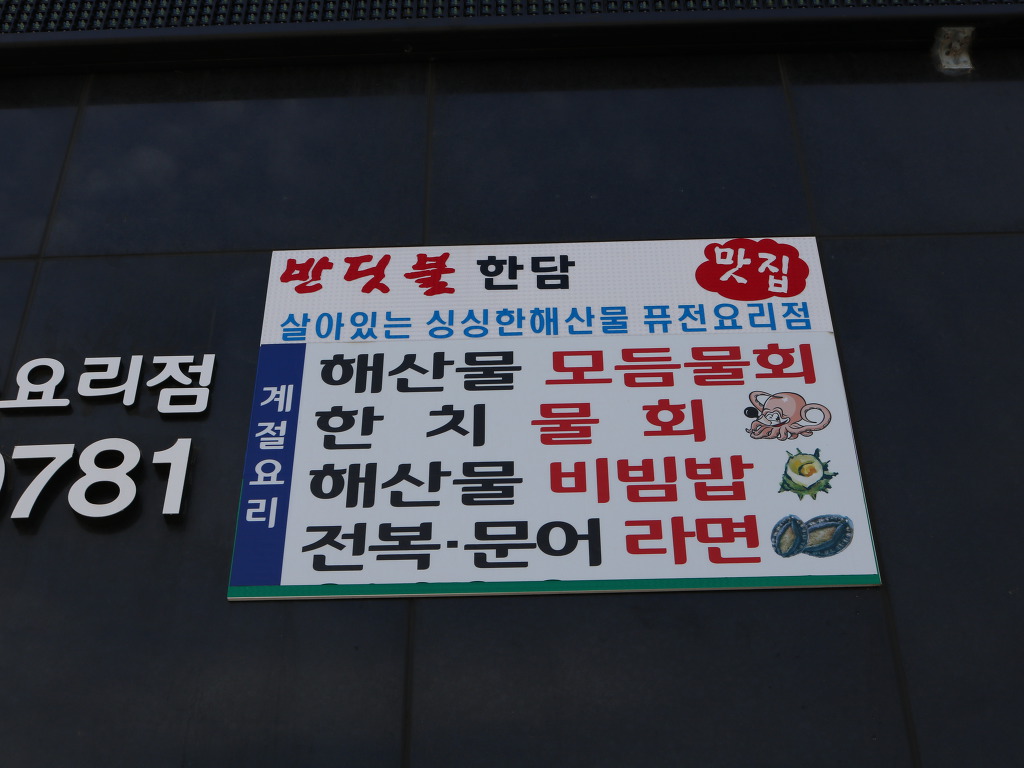 반딧불 한담 맛집
살아있는 싱싱한해산물 퓨전요리점
계절요리
해산물 모듬물회
한 치 물 회
해산물 비빔밥
전복·문어 라면
요리점
781